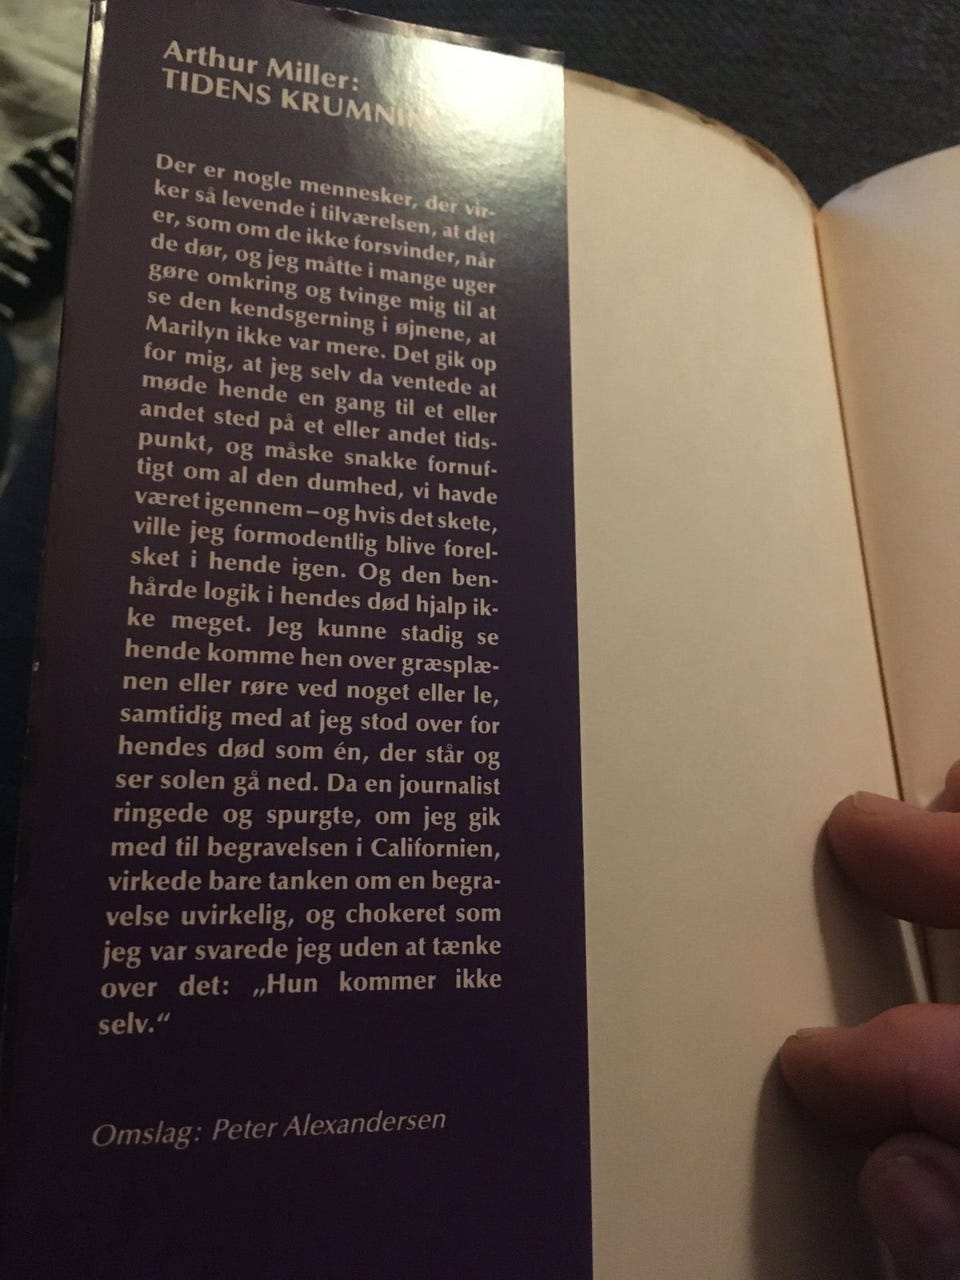 Arthur Miller:
TIDENS KRUMNI
Der er nogle mennesker, der vir-
ker så levende i tilværelsen, at det
er, som om de ikke forsvinder, når
de dør, og jeg måtte i mange uger
gøre omkring og tvinge mig til at
se den kendsgerning i øjnene, at
Marilyn ikke var mere. Det gik op
for mig, at jeg selv da ventede at
møde hende en gang til et eller
andet sted på et eller andet tids-
punkt, og måske snakke fornuf-
tigt om al den dumhed, vi havde
været igennem – og hvis det skete,
ville jeg formodentlig blive forel-
sket i hende igen. Og den ben-
hårde logik i hendes død hjalp ik-
ke meget. Jeg kunne stadig se
hende komme hen over græsplæ-
nen eller røre ved noget eller le,
samtidig med at jeg stod over for
hendes død som én, der står og
ser solen gå ned. Da en journalist
ringede og spurgte, om jeg gik
med til begravelsen i Californien,
virkede bare tanken om en begra-
velse uvirkelig, og chokeret som
jeg var svarede jeg uden at tænke
over det: „Hun kommer ikke
selv.“
Omslag: Peter Alexandersen